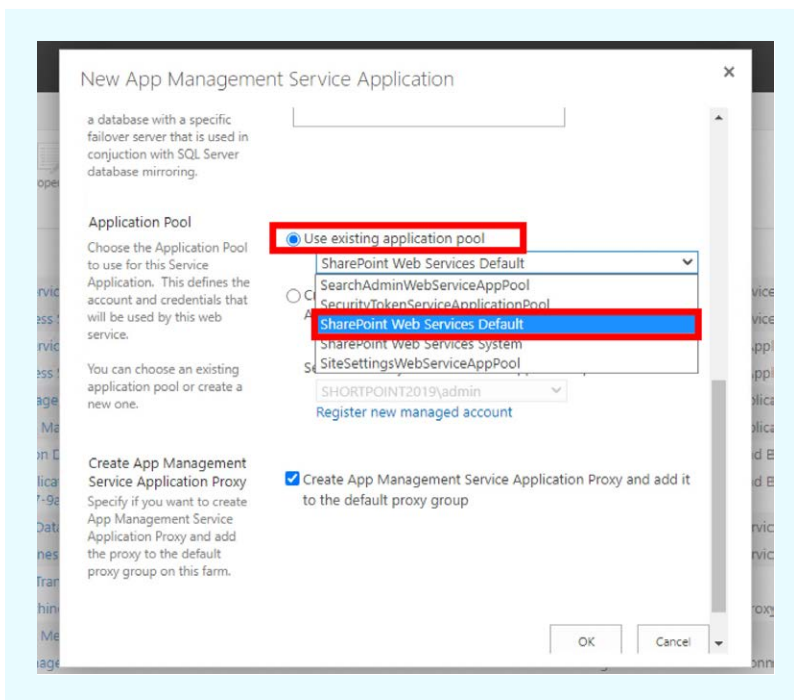 New App Management Service Application
a database with a specific
failover server that is used in
conjuction with SQL Server
database mirroring.
Application Pool
Choose the Application Pool
to use for this Service
Application. This defines the
account and credentials that
will be used by this web
service.
You can choose an existing
application pool or create a
new one.
Use existing application pool
SharePoint Web Services Default
SearchAdminWebServiceAppPool
SecurityTokenServiceApplicationPool
SharePoint Web Services Default
SharePoint Web Services System
SiteSettingsWebServiceAppPool
SHORTPOINT2019\admin
Register new managed account
Create App Management
Service Application Proxy
Specify if you want to create
App Management Service
Application Proxy and add
the proxy to the default
proxy group on this farm.
Create App Management Service Application Proxy and add it
to the default proxy group
OK
Cancel